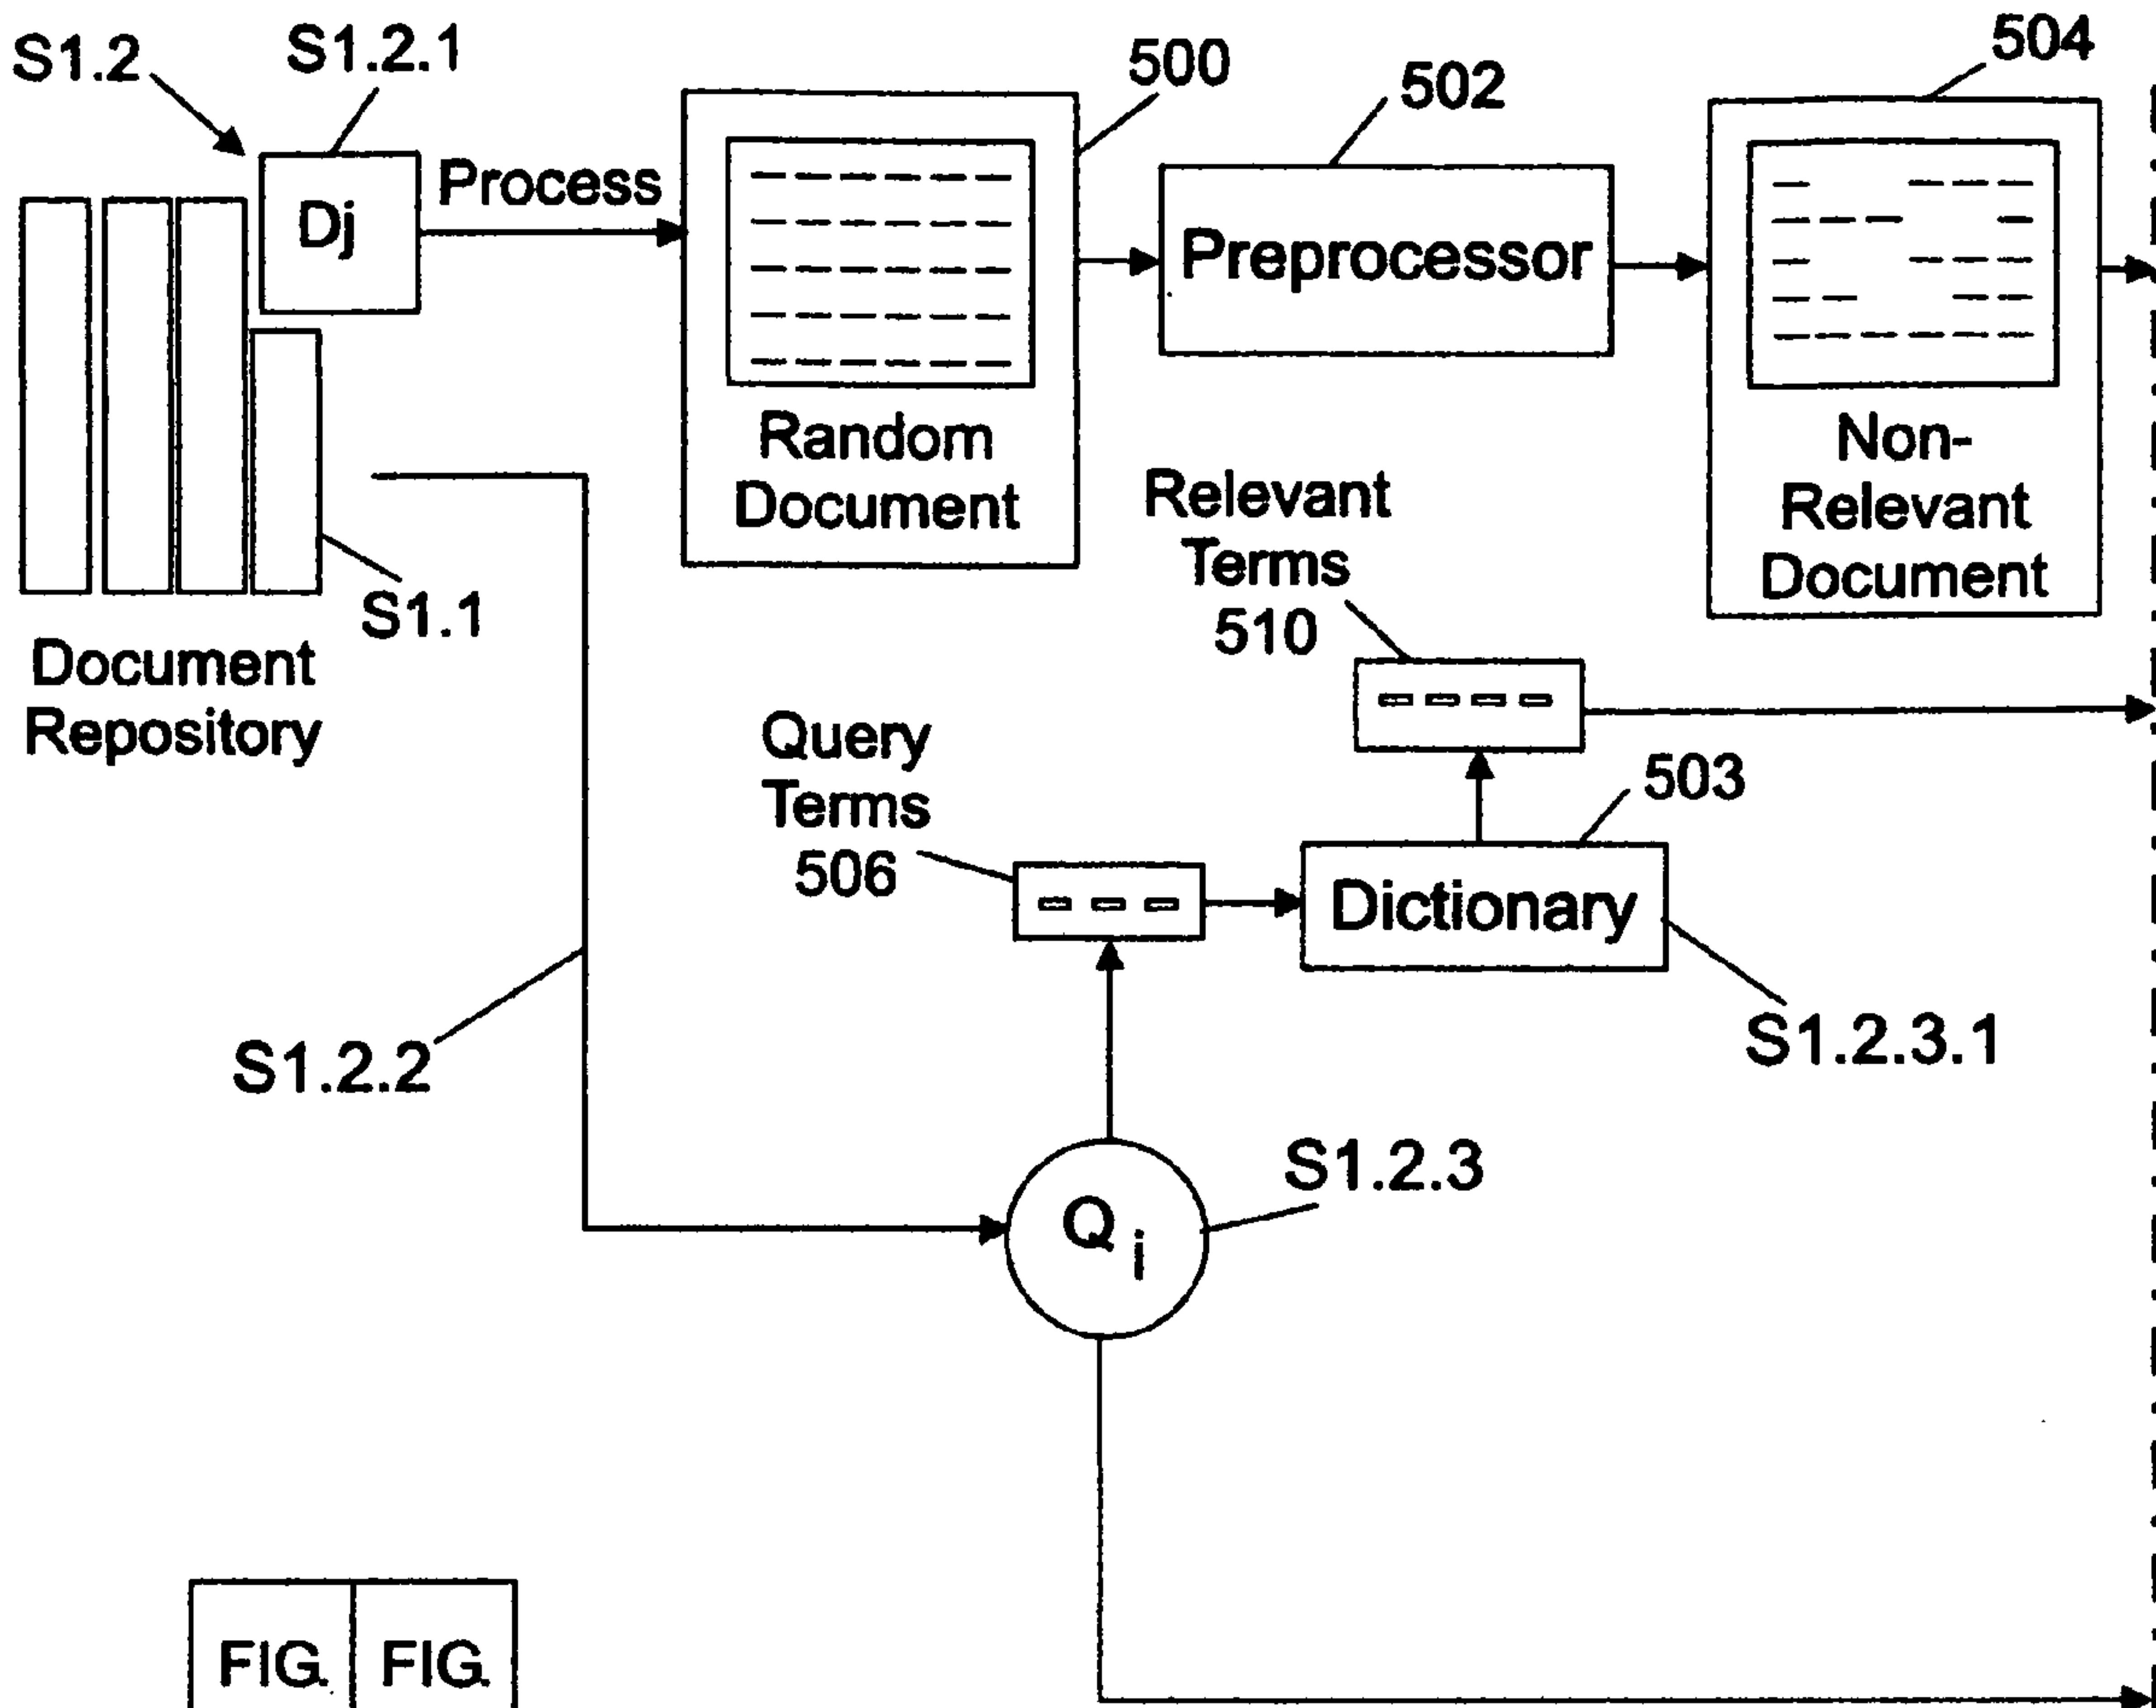 S1.2
S1.2.1
500
502
504
Dj
Process
Preprocessor
Random
Document
Non-
Relevant
Document
S1.1
Document
Repository
Relevant
Terms
510
Query
Terms
506
503
Dictionary
S1.2.2
S1.2.3.1
S1.2.3
Q i
FIG. FIG.